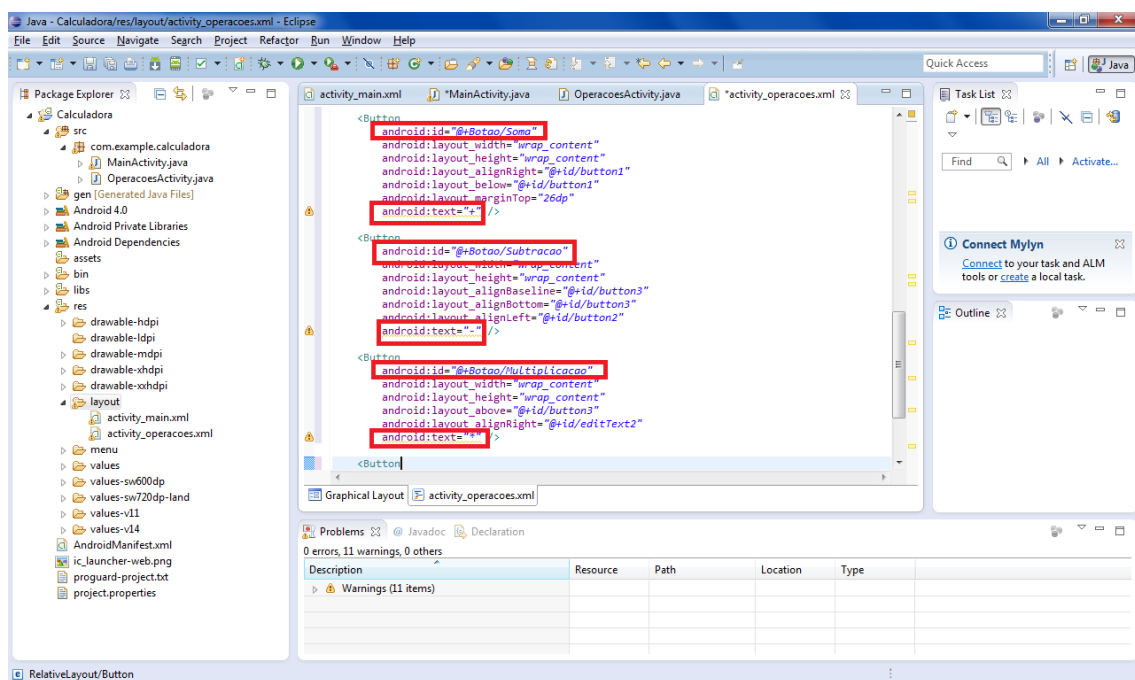 Java - Calculadora/res/layout/activity_operacoes.xml - Eclipse
File Edit Source Navigate Search Project Refactor Run Window Help
Quick Access
Java
Package Explorer
Calculadora
src
com.example.calculadora
MainActivity.java
OperacoesActivity.java
gen [Generated Java Files]
Android 4.0
Android Private Libraries
Android Dependencies
assets
bin
libs
res
drawable-hdpi
drawable-ldpi
drawable-mdpi
drawable-xhdpi
drawable-xxhdpi
layout
activity_main.xml
activity_operacoes.xml
menu
values
values-sw600dp
values-sw720dp-land
values-v11
values-v14
AndroidManifest.xml
ic_launcher-web.png
proguard-project.txt
project.properties
activity_main.xml *MainActivity.java OperacoesActivity.java *activity_operacoes.xml
<Button
android:id="@+Botao/Soma"
android:layout_width="wrap_content"
android:layout_height="wrap_content"
android:layout_alignRight="@+id/button1"
android:layout_below="@+id/button1"
android:layout_marginTop="26dp"
android:text="+" />
<Button
android:id="@+Botao/Subtracao"
android:layout_width="wrap_content"
android:layout_height="wrap_content"
android:layout_alignBaseline="@+id/button3"
android:layout_alignBottom="@+id/button3"
android:layout_alignLeft="@+id/button2"
android:text="-" />
<Button
android:id="@+Botao/Multiplicacao"
android:layout_width="wrap_content"
android:layout_height="wrap_content"
android:layout_above="@+id/button3"
android:layout_alignRight="@+id/editText2"
android:text="*" />
<Button
Graphical Layout activity_operacoes.xml
Task List
Find All Activate...
Connect Mylyn
Connect to your task and ALM
tools or create a local task.
Outline
Problems @ Javadoc Declaration
0 errors, 11 warnings, 0 others
Description Resource Path Location Type
Warnings (11 items)
RelativeLayout/Button